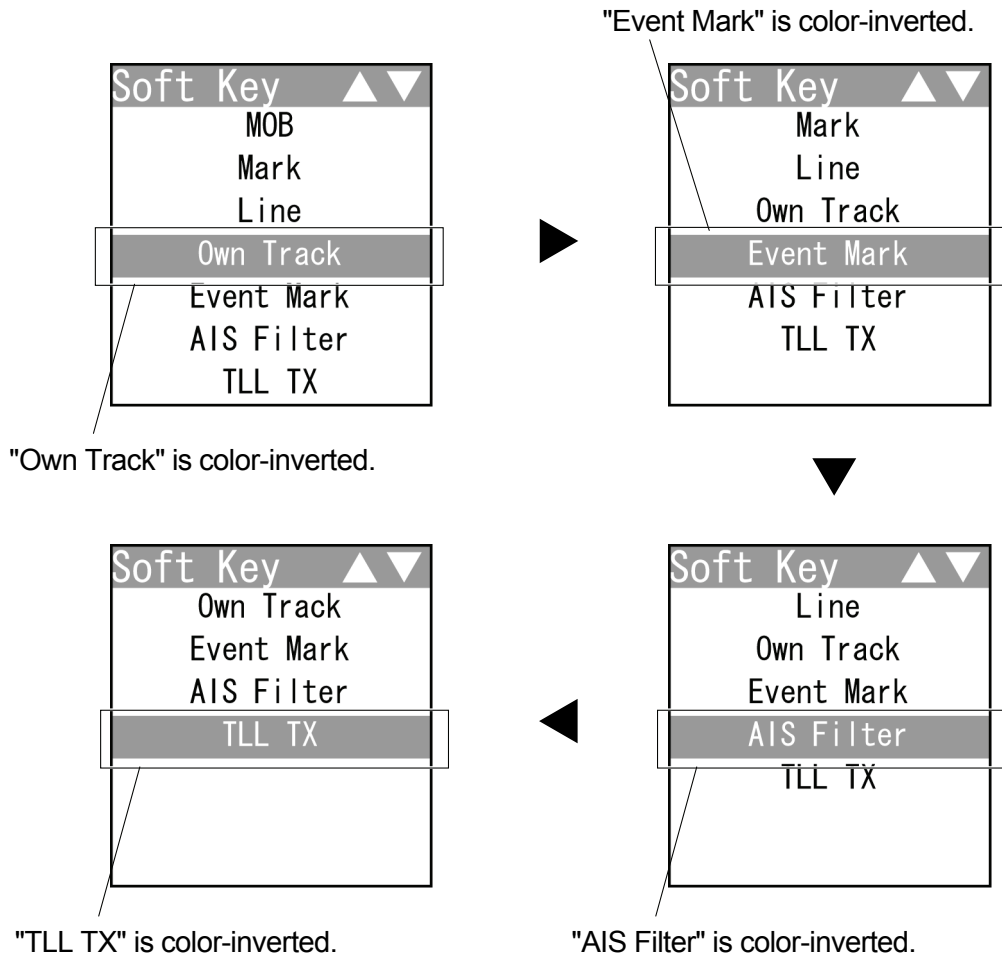 "Event Mark" is color-inverted.
Soft Key ▲▼
MOB
Mark
Line
Own Track
Event Mark
AIS Filter
TLL TX
"Own Track" is color-inverted.
Soft Key ▲▼
Mark
Line
Own Track
Event Mark
AIS Filter
TLL TX
Soft Key ▲▼
Own Track
Event Mark
AIS Filter
TLL TX
"TLL TX" is color-inverted.
Soft Key ▲▼
Line
Own Track
Event Mark
AIS Filter
TLL TX
"AIS Filter" is color-inverted.